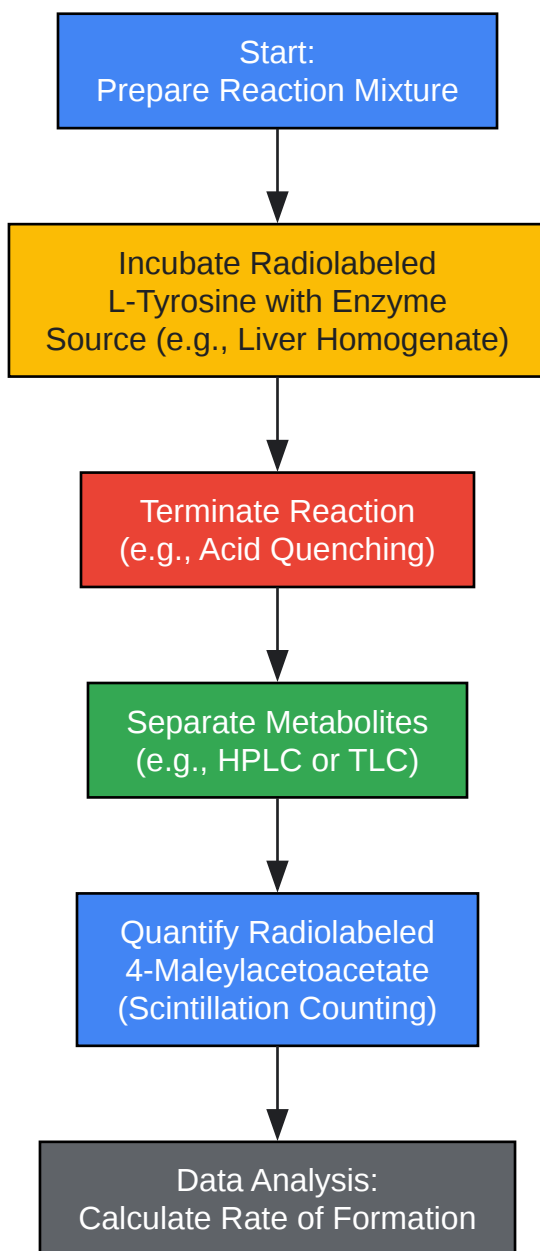 Start:
Prepare Reaction Mixture
Incubate Radiolabeled
L-Tyrosine with Enzyme
Source (e.g., Liver Homogenate)
Terminate Reaction
(e.g., Acid Quenching)
Separate Metabolites
(e.g., HPLC or TLC)
Quantify Radiolabeled
4-Maleylacetoacetate
(Scintillation Counting)
Data Analysis:
Calculate Rate of Formation